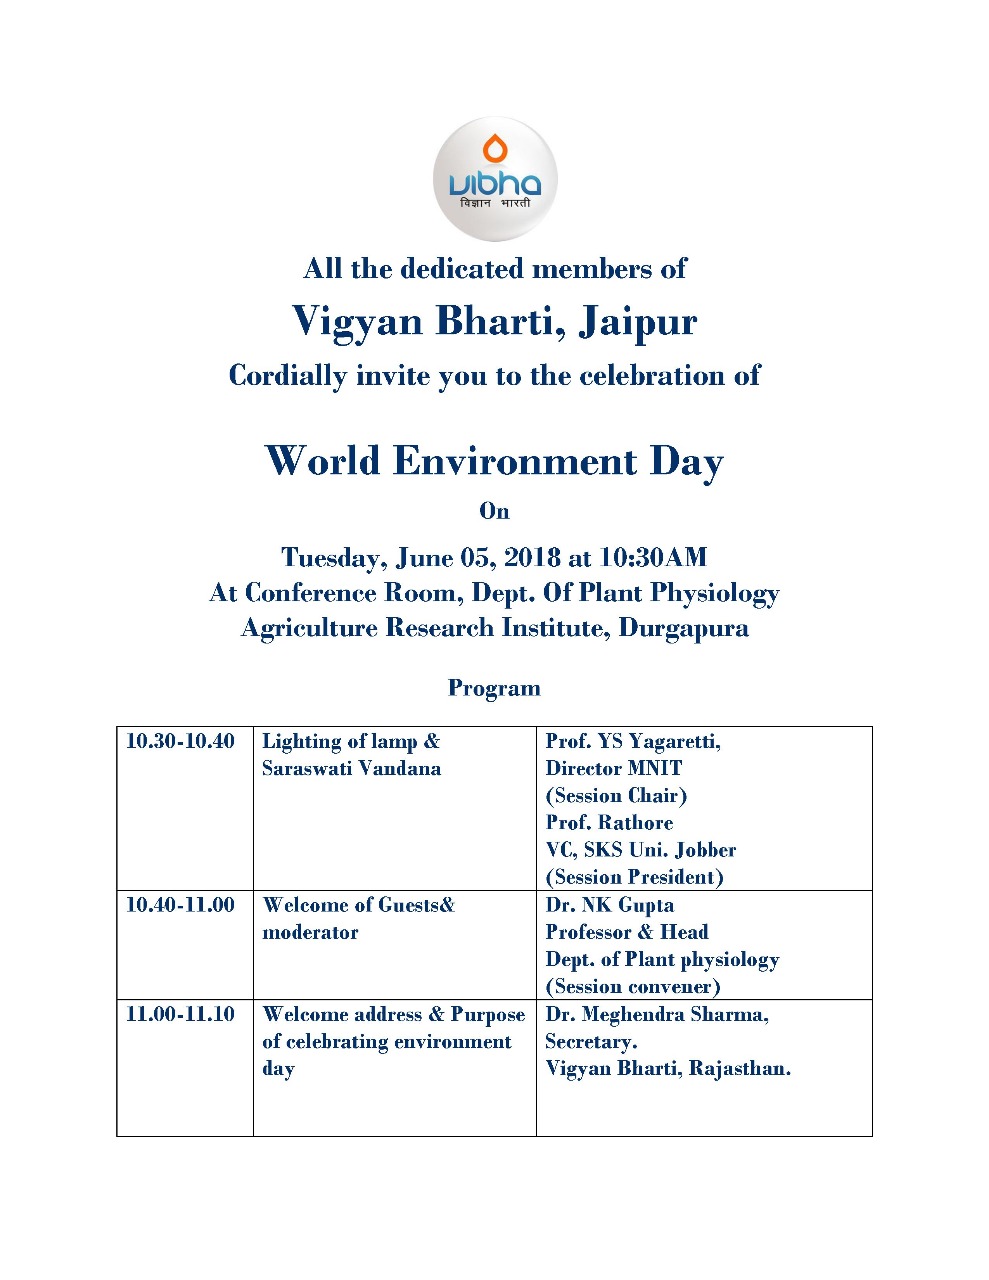 vibha
विज्ञान भारती
All the dedicated members of
Vigyan Bharti, Jaipur
Cordially invite you to the celebration of
World Environment Day
On
Tuesday, June 05, 2018 at 10:30AM
At Conference Room, Dept. Of Plant Physiology
Agriculture Research Institute, Durgapura
Program
10.30-10.40
Lighting of lamp &
Saraswati Vandana
Prof. YS Yagaretti,
Director MNIT
(Session Chair)
Prof. Rathore
VC, SKS Uni. Jobber
(Session President)
10.40-11.00
Welcome of Guests&
moderator
Dr. NK Gupta
Professor & Head
Dept. of Plant physiology
(Session convener)
11.00-11.10
Welcome address & Purpose
of celebrating environment
day
Dr. Meghendra Sharma,
Secretary.
Vigyan Bharti, Rajasthan.